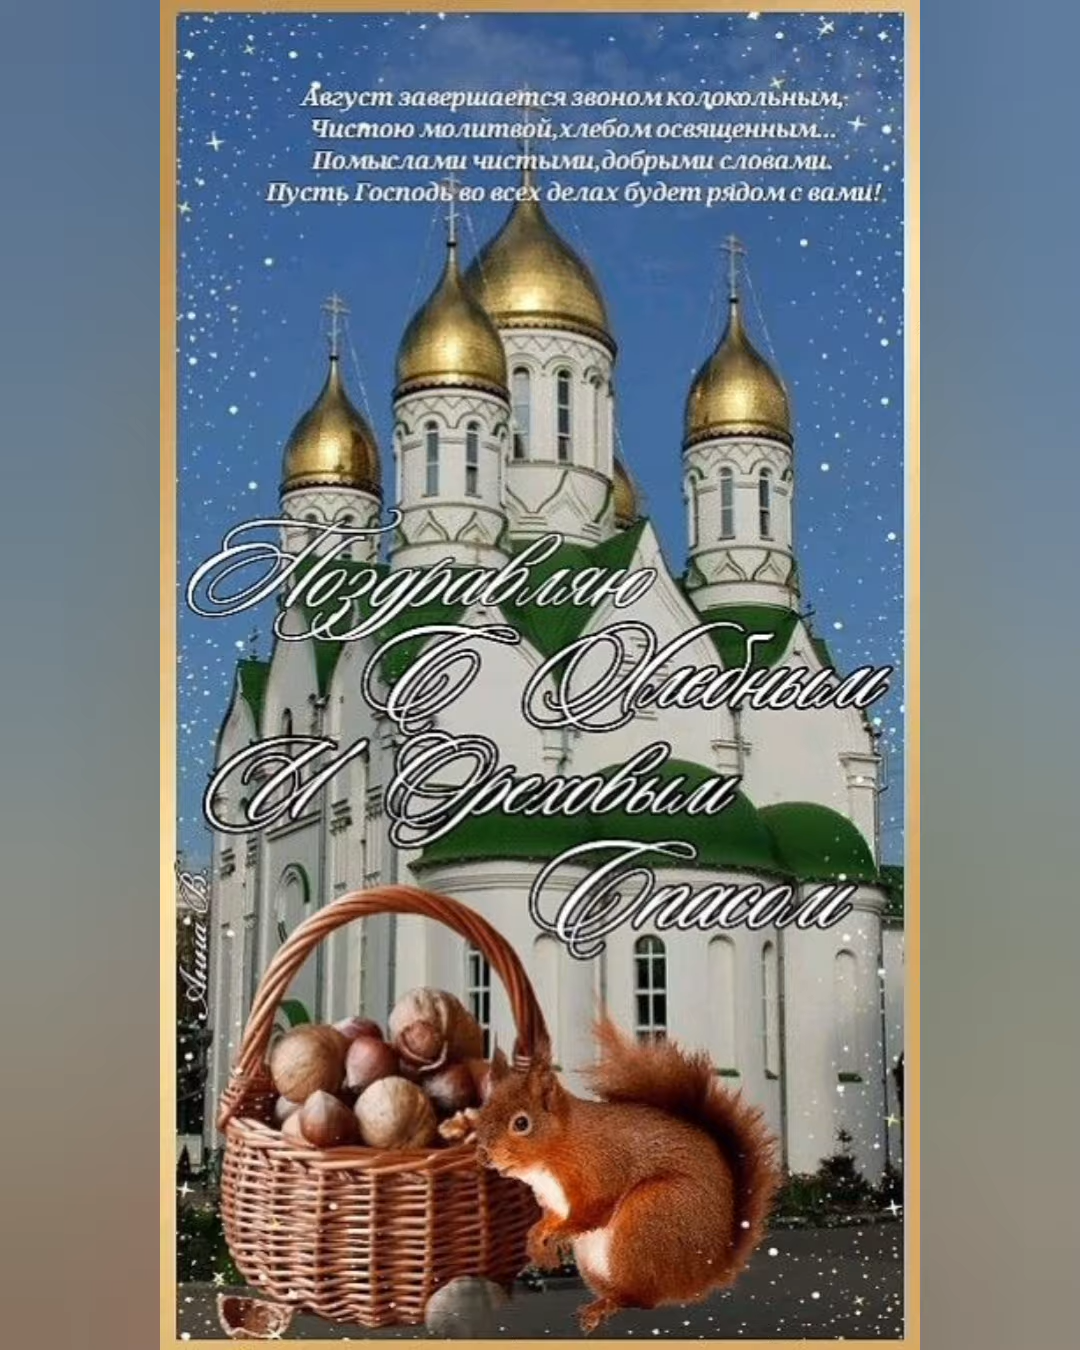 Август завершается звоном колокольным,
Чистою молитвой,хлебом освященным...
Помыслами чистыми,добрыми словами.
Пусть Господь во всех делах будет рядом с вами!
Поздравляю
С Хлебным
И Ореховым
Спасом
Анна В.